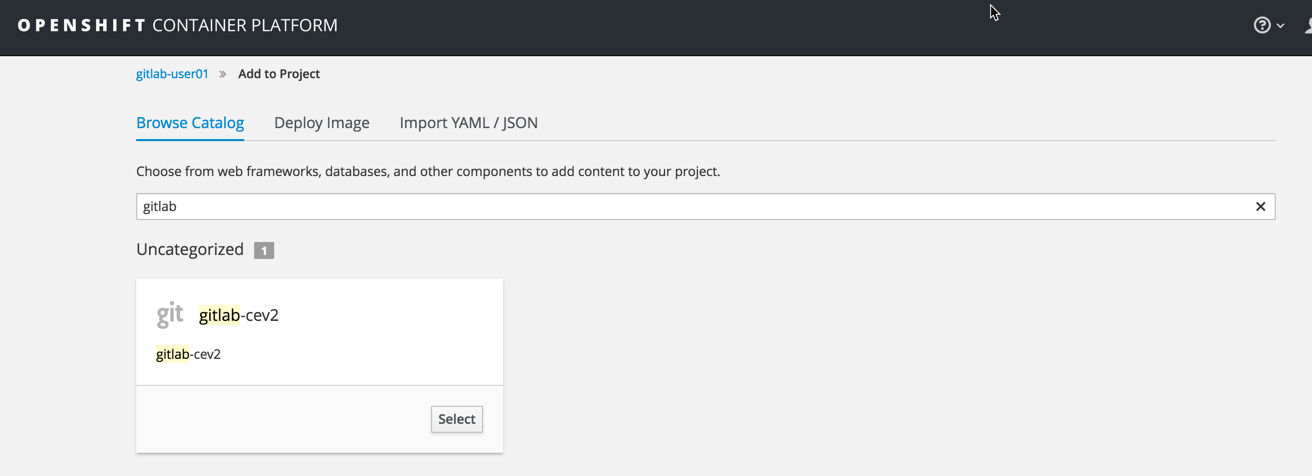 OPENSHIFT CONTAINER PLATFORM
gitlab-user01 » Add to Project
Browse Catalog Deploy Image Import YAML / JSON
Choose from web frameworks, databases, and other components to add content to your project.
gitlab
Uncategorized 1
git gitlab-cev2
gitlab-cev2
Select